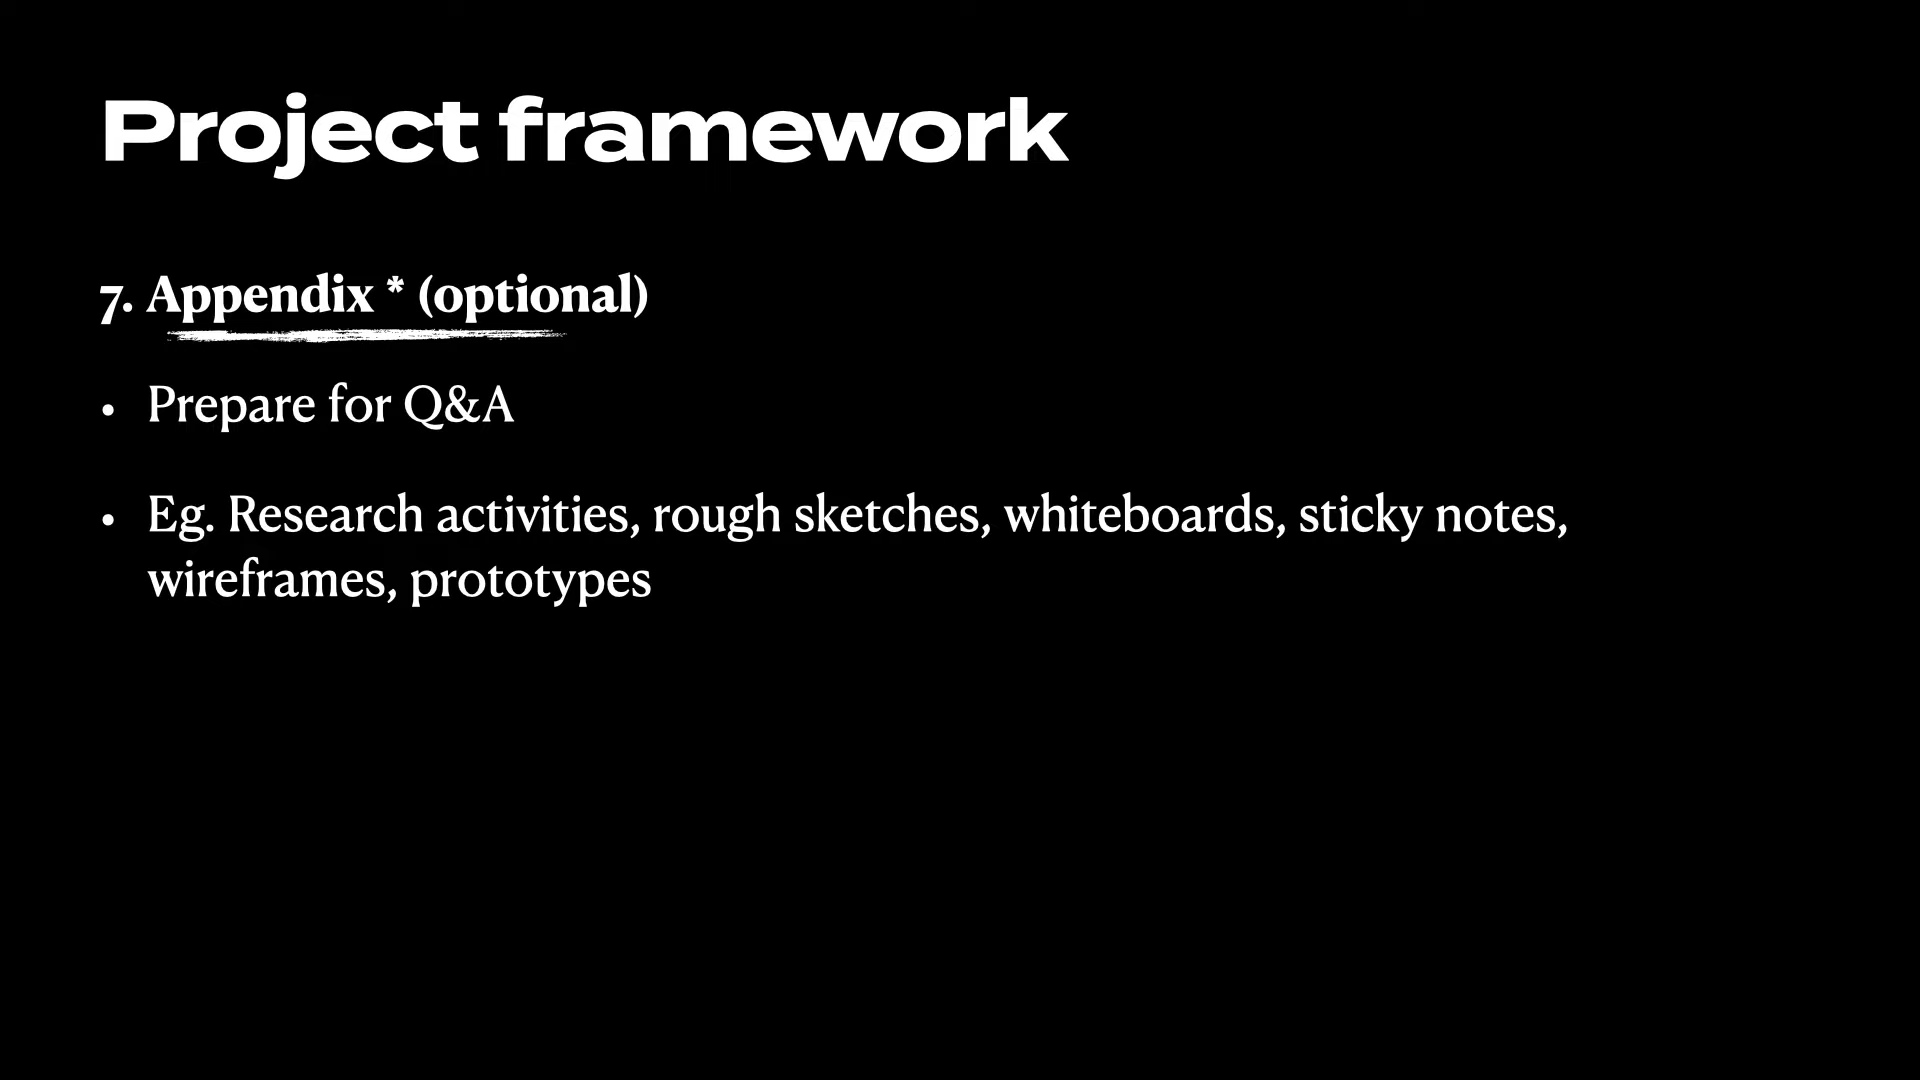 Project framework
7. Appendix * (optional)
• Prepare for Q&A
• Eg. Research activities, rough sketches, whiteboards, sticky notes,
wireframes, prototypes